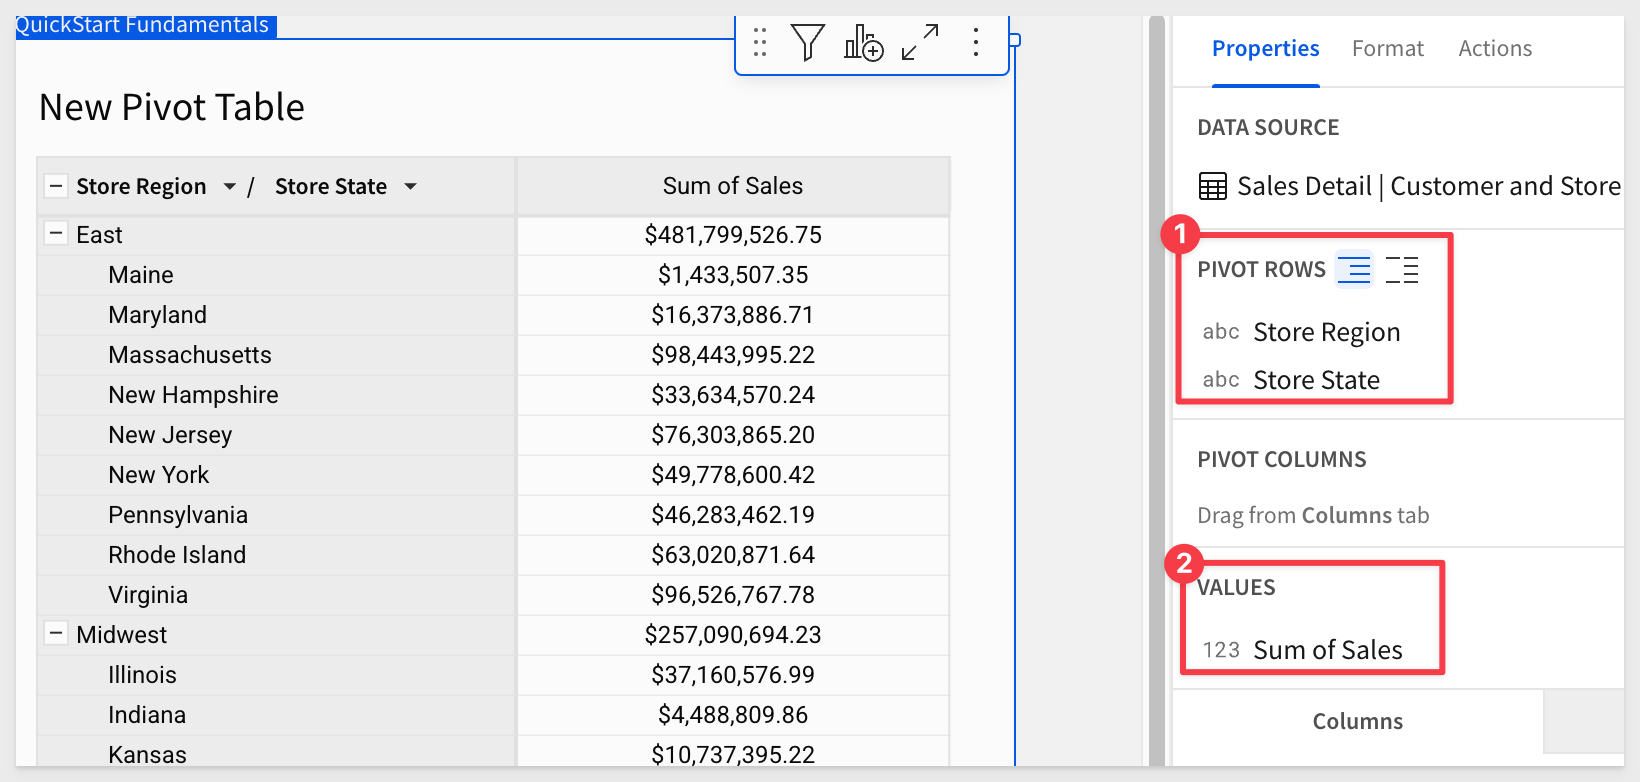 QuickStart Fundamentals
New Pivot Table
Store Region / Store State Sum of Sales
East $481,799,526.75
Maine $1,433,507.35
Maryland $16,373,886.71
Massachusetts $98,443,995.22
New Hampshire $33,634,570.24
New Jersey $76,303,865.20
New York $49,778,600.42
Pennsylvania $46,283,462.19
Rhode Island $63,020,871.64
Virginia $96,526,767.78
Midwest $257,090,694.23
Illinois $37,160,576.99
Indiana $4,488,809.86
Kansas $10,737,395.22
Properties Format Actions
DATA SOURCE
Sales Detail | Customer and Store
1
PIVOT ROWS
abc Store Region
abc Store State
PIVOT COLUMNS
Drag from Columns tab
2
VALUES
123 Sum of Sales
Columns